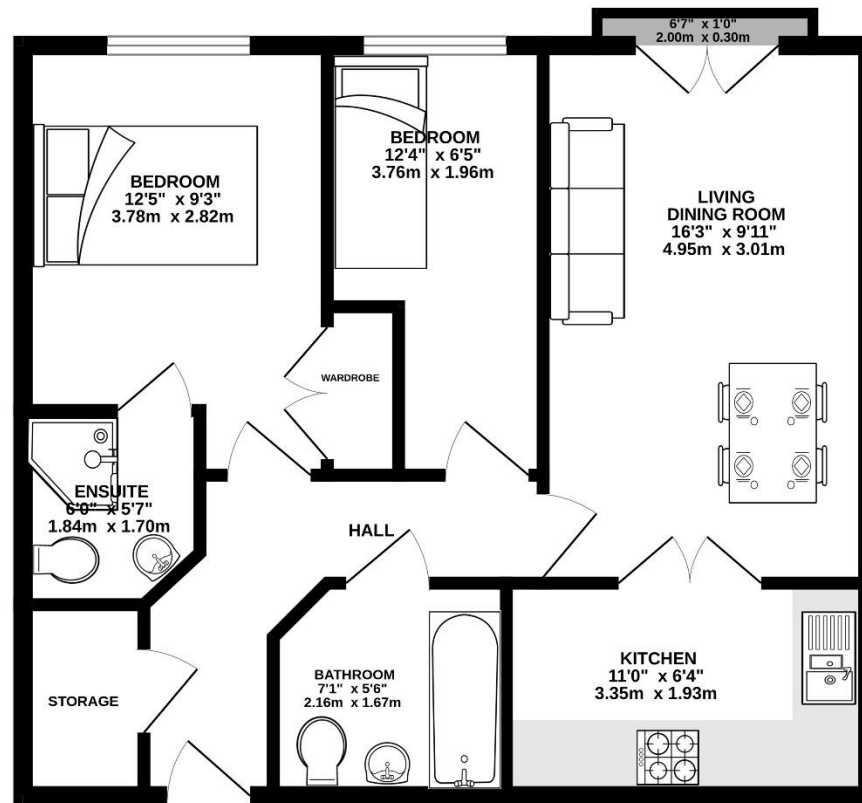 6'7" x 1'0"
2.00m x 0.30m
BEDROOM
12'5" x 9'3"
3.78m x 2.82m
BEDROOM
12'4" x 6'5"
3.76m x 1.96m
LIVING
DINING ROOM
16'3" x 9'11"
4.95m x 3.01m
WARDROBE
ENSUITE
6'0" x 5'7"
1.84m x 1.70m
HALL
STORAGE
BATHROOM
7'1" x 5'6"
2.16m x 1.67m
KITCHEN
11'0" x 6'4"
3.35m x 1.93m